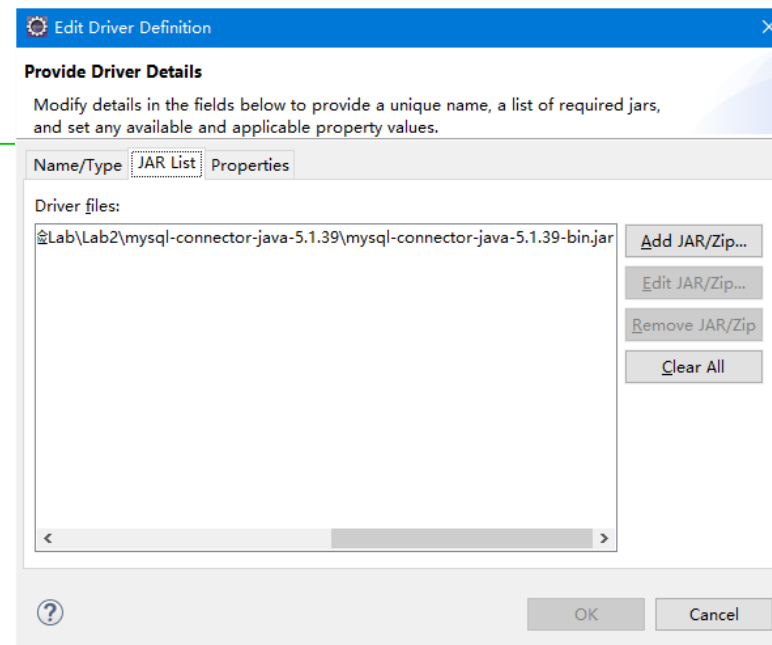 Edit Driver Definition
Provide Driver Details
Modify details in the fields below to provide a unique name, a list of required jars,
and set any available and applicable property values.
Name/Type JAR List Properties
Driver files:
Lab\Lab2\mysql-connector-java-5.1.39\mysql-connector-java-5.1.39-bin.jar
Add JAR/Zip...
Edit JAR/Zip...
Remove JAR/Zip
Clear All
OK Cancel